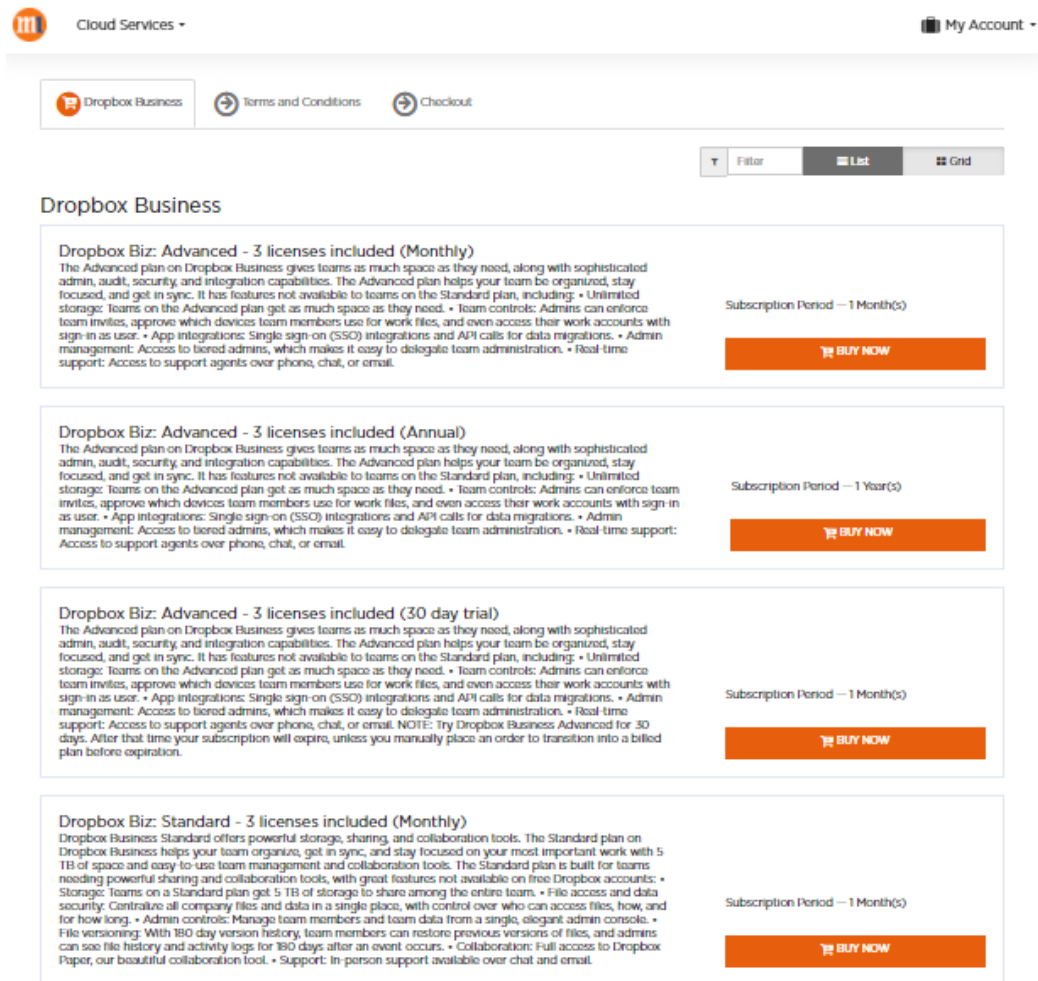 m1
Cloud Services
My Account
Dropbox Business
Terms and Conditions
Checkout
Filter
List
Grid
Dropbox Business
Dropbox Biz: Advanced - 3 licenses included (Monthly)
The Advanced plan on Dropbox Business gives teams as much space as they need, along with sophisticated
admin, audit, security, and integration capabilities. The Advanced plan helps your team be organized, stay
focused, and get in sync. It has features not available to teams on the Standard plan, including: • Unlimited
storage: Teams on the Advanced plan get as much space as they need. • Team controls: Admins can enforce
team invites, approve which devices team members use for work files, and even access their work accounts with
sign-in as user. • App integrations: Single sign-on (SSO) integrations and API calls for data migrations. • Admin
management: Access to tiered admins, which makes it easy to delegate team administration. • Real-time
support: Access to support agents over phone, chat, or email.
Subscription Period — 1 Month(s)
BUY NOW
Dropbox Biz: Advanced - 3 licenses included (Annual)
The Advanced plan on Dropbox Business gives teams as much space as they need, along with sophisticated
admin, audit, security, and integration capabilities. The Advanced plan helps your team be organized, stay
focused, and get in sync. It has features not available to teams on the Standard plan, including: • Unlimited
storage: Teams on the Advanced plan get as much space as they need. • Team controls: Admins can enforce team
invites, approve which devices team members use for work files, and even access their work accounts with sign-in
as user. • App integrations: Single sign-on (SSO) integrations and API calls for data migrations. • Admin
management: Access to tiered admins, which makes it easy to delegate team administration. • Real-time support:
Access to support agents over phone, chat, or email.
Subscription Period — 1 Year(s)
BUY NOW
Dropbox Biz: Advanced - 3 licenses included (30 day trial)
The Advanced plan on Dropbox Business gives teams as much space as they need, along with sophisticated
admin, audit, security, and integration capabilities. The Advanced plan helps your team be organized, stay
focused, and get in sync. It has features not available to teams on the Standard plan, including: • Unlimited
storage: Teams on the Advanced plan get as much space as they need. • Team controls: Admins can enforce
team invites, approve which devices team members use for work files, and even access their work accounts with
sign-in as user. • App integrations: Single sign-on (SSO) integrations and API calls for data migrations. • Admin
management: Access to tiered admins, which makes it easy to delegate team administration. • Real-time
support: Access to support agents over phone, chat, or email. NOTE: Try Dropbox Business Advanced for 30
days. After that time your subscription will expire, unless you manually place an order to transition into a billed
plan before expiration.
Subscription Period — 1 Month(s)
BUY NOW
Dropbox Biz: Standard - 3 licenses included (Monthly)
Dropbox Business Standard offers powerful storage, sharing, and collaboration tools. The Standard plan on
Dropbox Business helps your team organize, get in sync, and stay focused on your most important work with 5
TB of space and easy-to-use team management and collaboration tools. The Standard plan is built for teams
needing powerful sharing and collaboration tools, with great features not available on free Dropbox accounts: •
Storage: Teams on a Standard plan get 5 TB of storage to share among the entire team. • File access and data
security: Centralize all company files and data in a single place, with control over who can access files, how, and
for how long. • Admin controls: Manage team members and team data from a single, elegant admin console. •
File versioning: With 180 day version history, team members can restore previous versions of files, and admins
can see file history and activity logs for 180 days after an event occurs. • Collaboration: Full access to Dropbox
Paper, our beautiful collaboration tool. • Support: In-person support available over chat and email.
Subscription Period — 1 Month(s)
BUY NOW